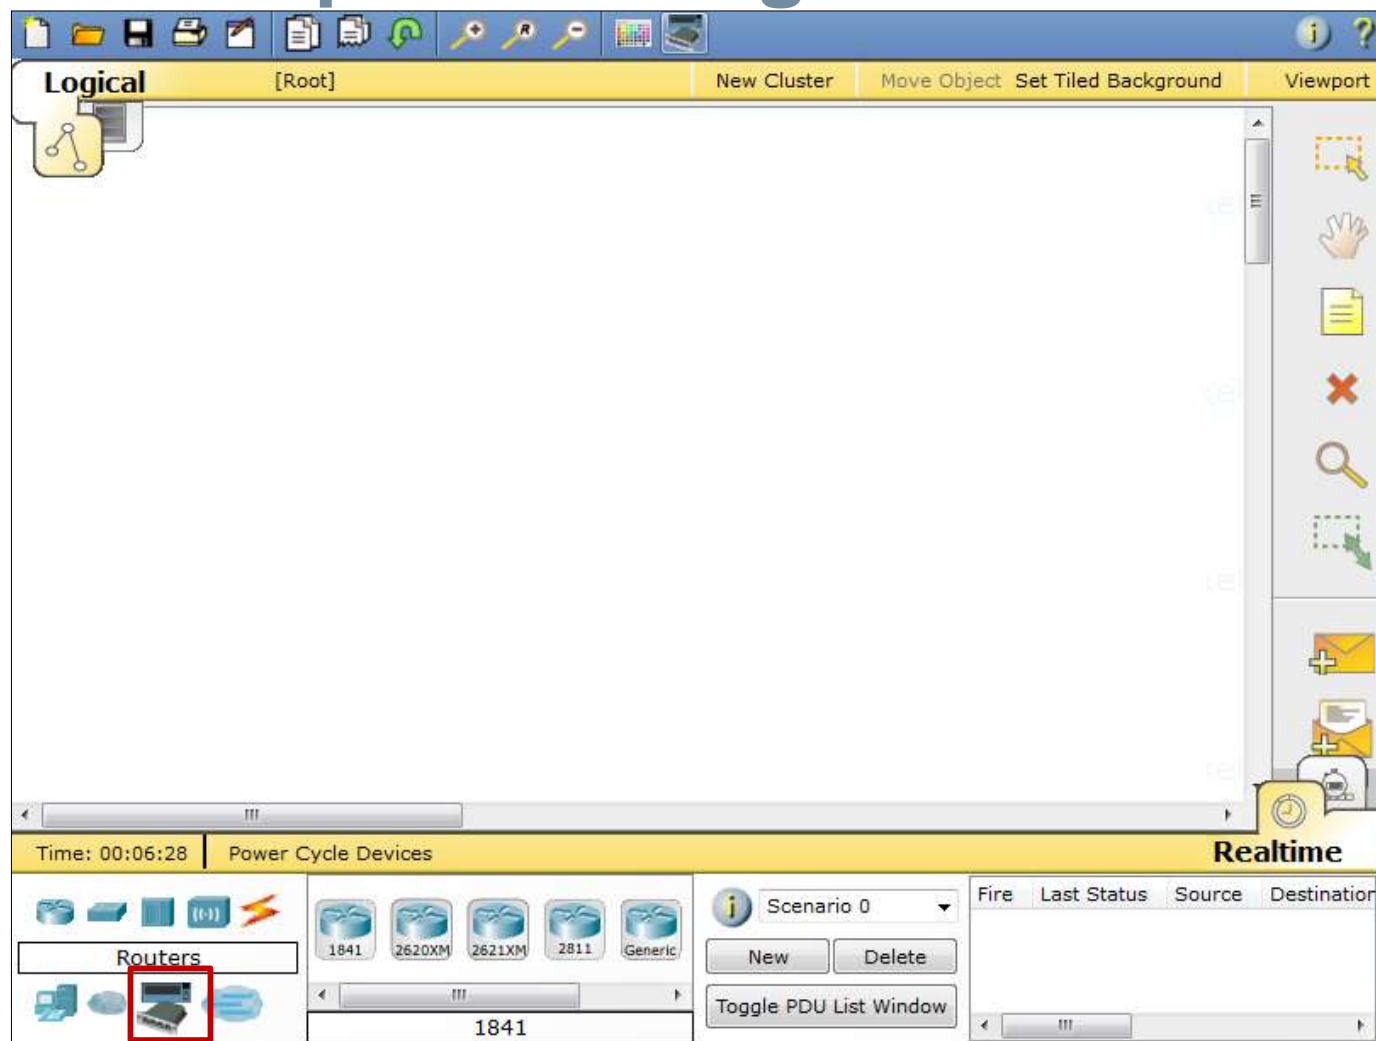 Logical [Root] New Cluster Move Object Set Tiled Background Viewport
Time: 00:06:28 Power Cycle Devices Realtime
Routers
1841 2620XM 2621XM 2811 Generic
1841
Scenario 0
New Delete
Toggle PDU List Window
Fire Last Status Source Destination